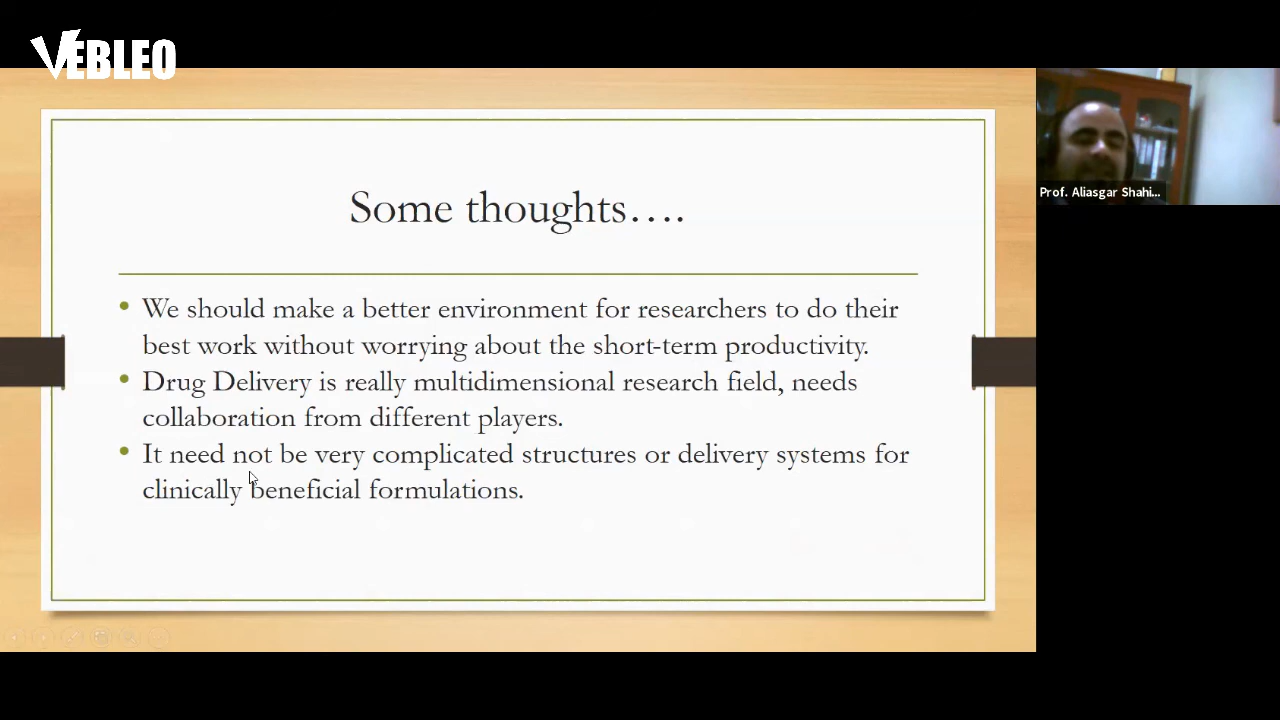 VEBLEO
Some thoughts….
• We should make a better environment for researchers to do their
best work without worrying about the short-term productivity.
• Drug Delivery is really multidimensional research field, needs
collaboration from different players.
• It need not be very complicated structures or delivery systems for
clinically beneficial formulations.
Prof. Aliasgar Shahi...